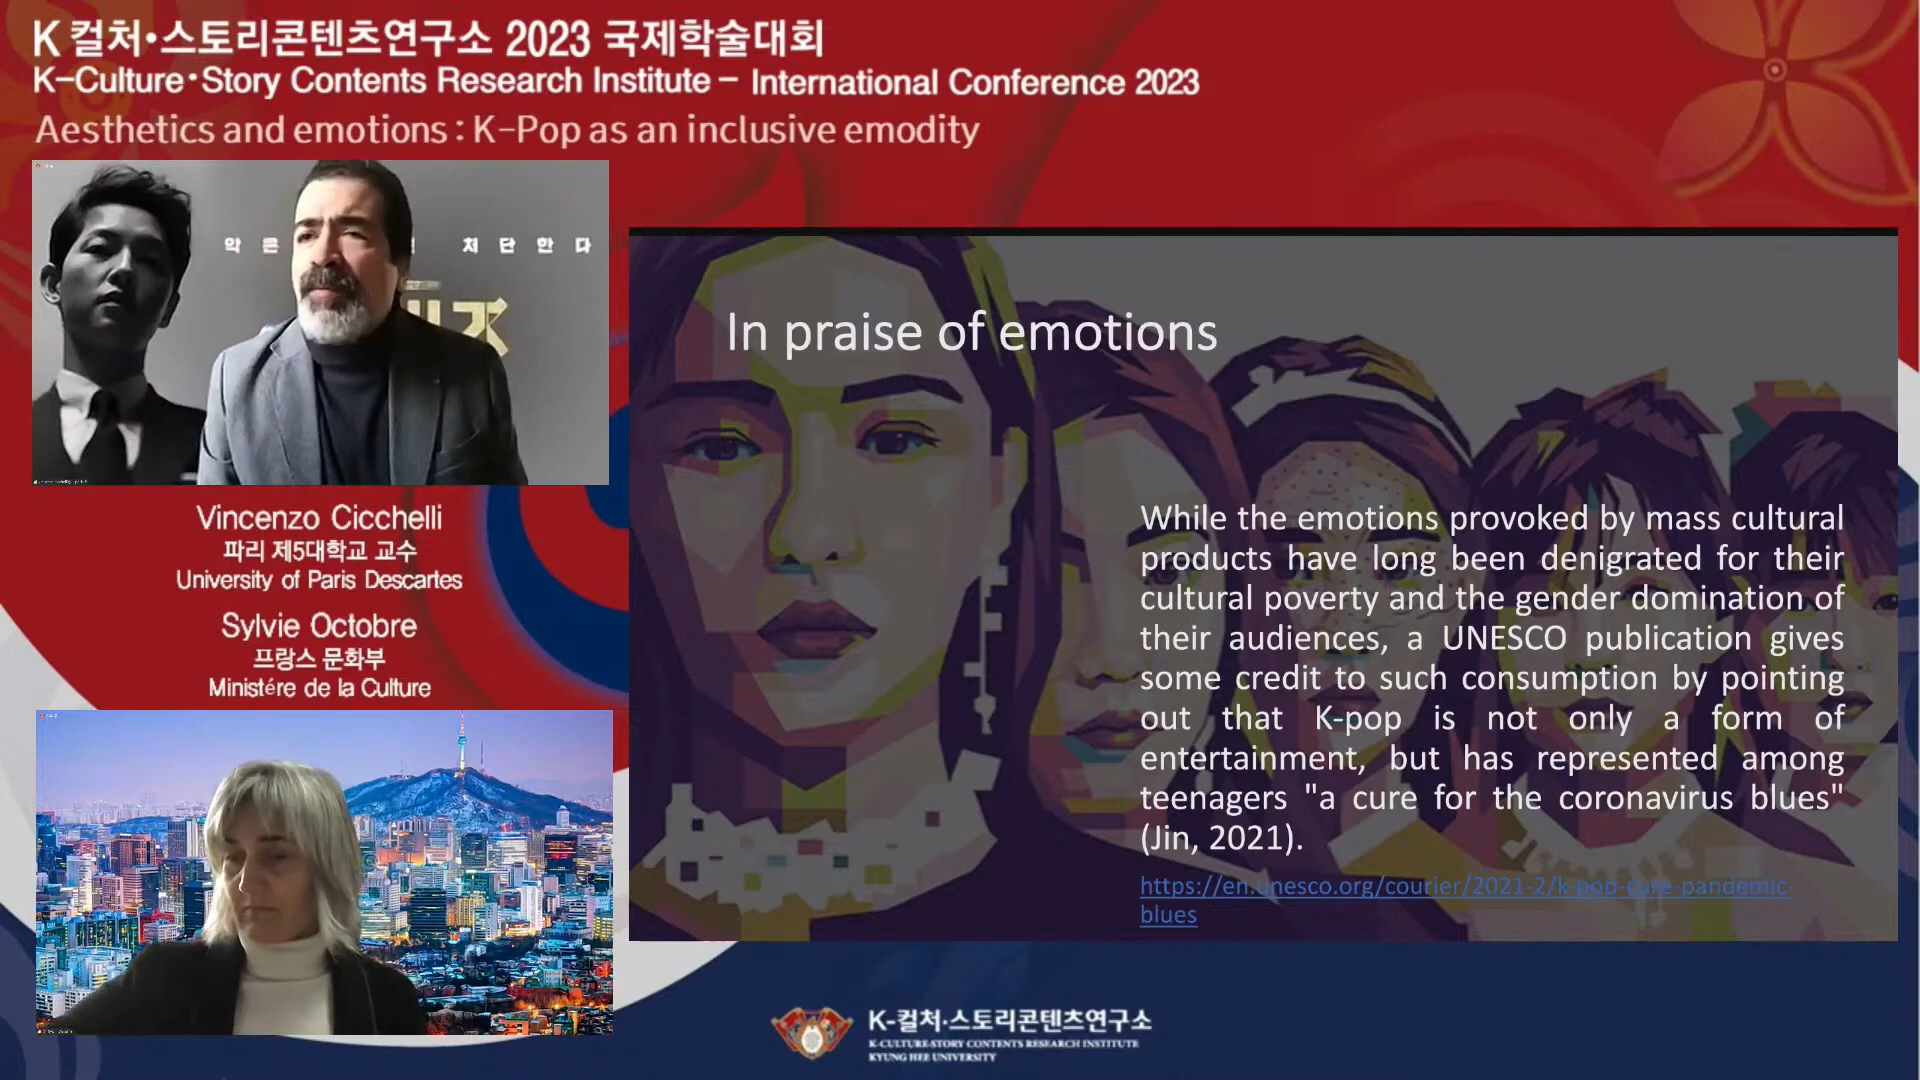 K 컬처•스토리콘텐츠연구소 2023 국제학술대회
K-Culture•Story Contents Research Institute - International Conference 2023
Aesthetics and emotions : K-Pop as an inclusive emodity
악 은 처 단 한 다
Vincenzo Cicchelli
파리 제5대학교 교수
University of Paris Descartes
Sylvie Octobre
프랑스 문화부
Ministére de la Culture
In praise of emotions
While the emotions provoked by mass cultural
products have long been denigrated for their
cultural poverty and the gender domination of
their audiences, a UNESCO publication gives
some credit to such consumption by pointing
out that K-pop is not only a form of
entertainment, but has represented among
teenagers "a cure for the coronavirus blues"
(Jin, 2021).
https://en.unesco.org/courier/2021-2/k-pop-cure-pandemic-
blues
K-컬처•스토리콘텐츠연구소
K-CULTURE•STORY CONTENTS RESEARCH INSTITUTE
KYUNG HEE UNIVERSITY